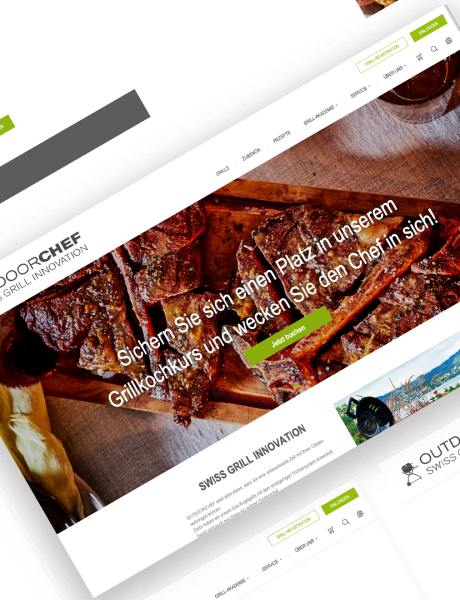 EINLOGGEN
GRILL-REGISTRATION
GRILLS ZUBEHÖR REZEPTE GRILL-AKADEMIE SERVICE ÜBER UNS
DOORCHEF
GRILL INNOVATION
Sichern Sie sich einen Platz in unserem
Grillkochkurs und wecken Sie den Chef in sich!
Jetzt buchen
SWISS GRILL INNOVATION
OUTD
SWISS G
EINLOGGEN
GRILL-REGISTRATION
GRILL-AKADEMIE SERVICE ÜBER UNS